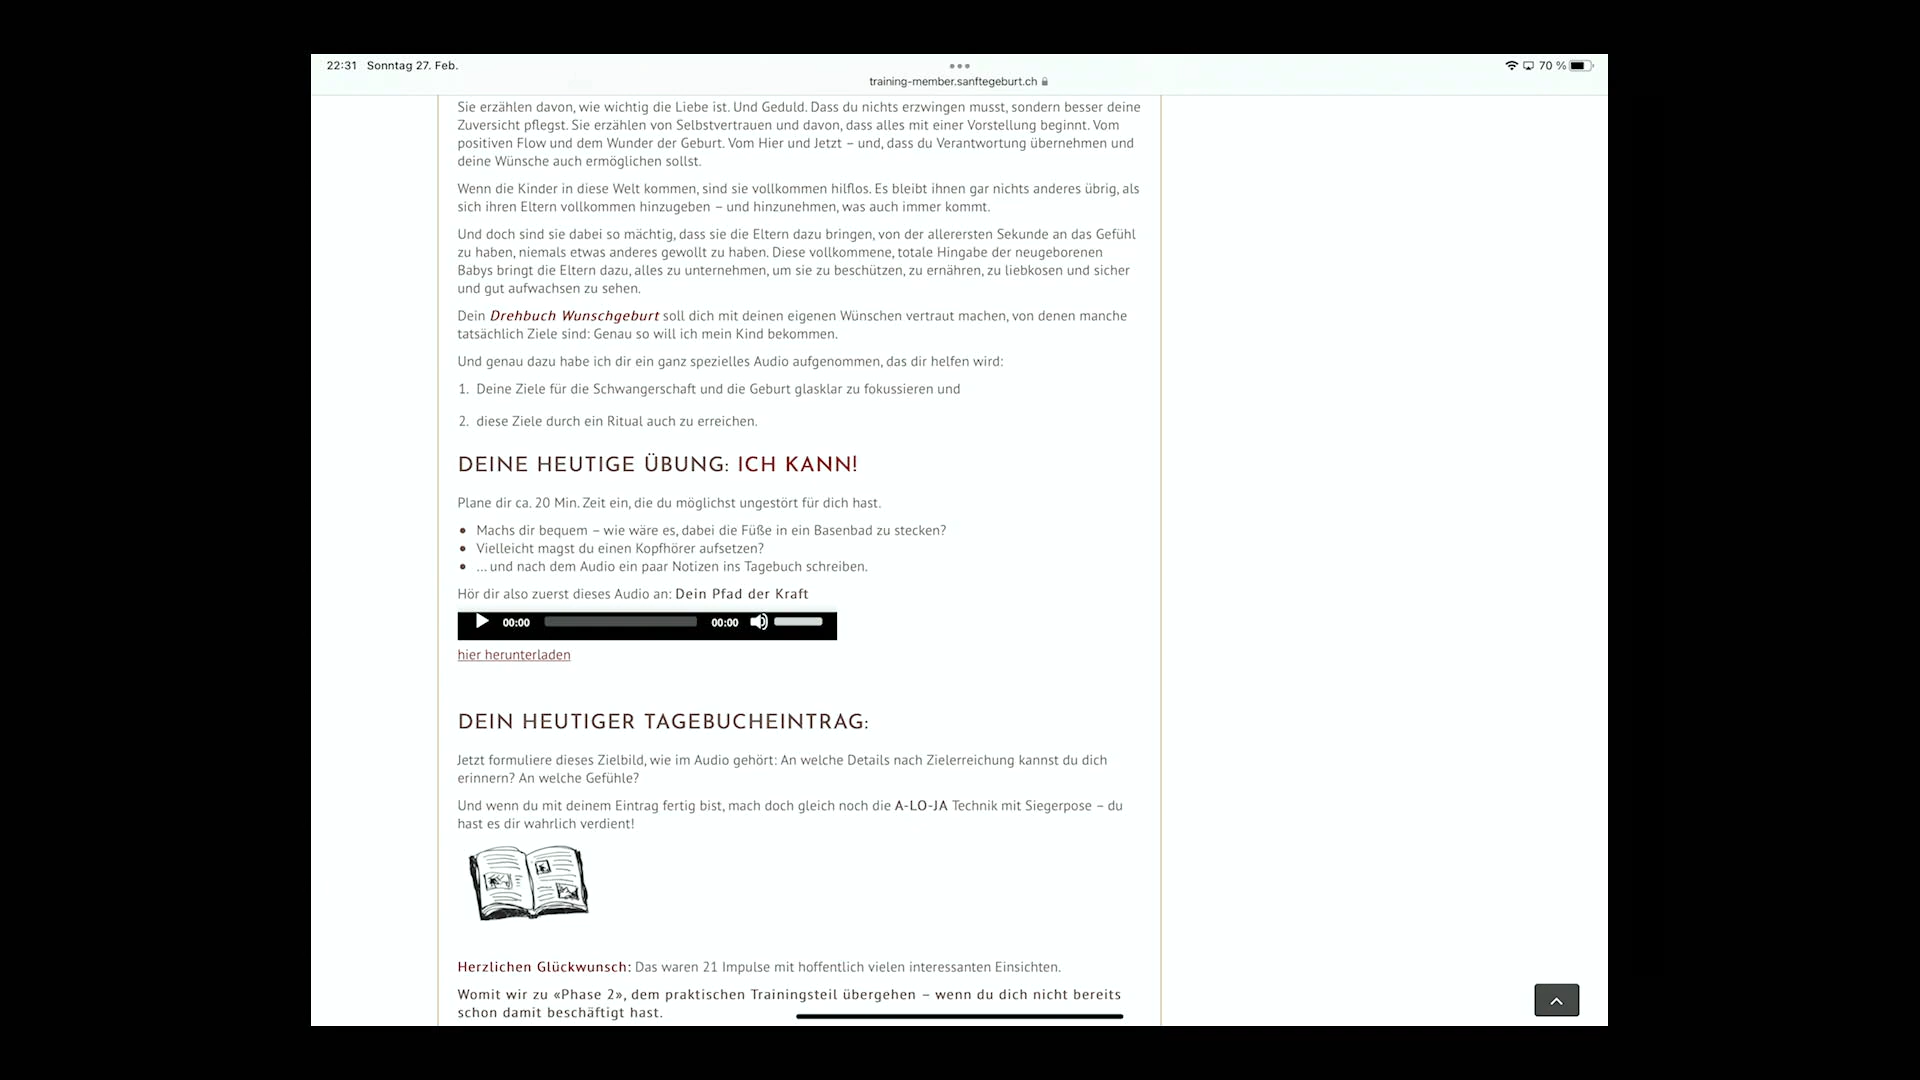 22:31 Sonntag 27. Feb.
70 %
training-member.sanftegeburt.ch
Sie erzählen davon, wie wichtig die Liebe ist. Und Geduld. Dass du nichts erzwingen musst, sondern besser deine
Zuversicht pflegst. Sie erzählen von Selbstvertrauen und davon, dass alles mit einer Vorstellung beginnt. Vom
positiven Flow und dem Wunder der Geburt. Vom Hier und Jetzt – und, dass du Verantwortung übernehmen und
deine Wünsche auch ermöglichen sollst.
Wenn die Kinder in diese Welt kommen, sind sie vollkommen hilflos. Es bleibt ihnen gar nichts anderes übrig, als
sich ihren Eltern vollkommen hinzugeben – und hinzunehmen, was auch immer kommt.
Und doch sind sie dabei so mächtig, dass sie die Eltern dazu bringen, von der allerersten Sekunde an das Gefühl
zu haben, niemals etwas anderes gewollt zu haben. Diese vollkommene, totale Hingabe der neugeborenen
Babys bringt die Eltern dazu, alles zu unternehmen, um sie zu beschützen, zu ernähren, zu liebkosen und sicher
und gut aufwachsen zu sehen.
Dein Drehbuch Wunschgeburt soll dich mit deinen eigenen Wünschen vertraut machen, von denen manche
tatsächlich Ziele sind: Genau so will ich mein Kind bekommen.
Und genau dazu habe ich dir ein ganz spezielles Audio aufgenommen, das dir helfen wird:
1. Deine Ziele für die Schwangerschaft und die Geburt glasklar zu fokussieren und
2. diese Ziele durch ein Ritual auch zu erreichen.
DEINE HEUTIGE ÜBUNG: ICH KANN!
Plane dir ca. 20 Min. Zeit ein, die du möglichst ungestört für dich hast.
• Machs dir bequem – wie wäre es, dabei die Füße in ein Basenbad zu stecken?
• Vielleicht magst du einen Kopfhörer aufsetzen?
• ... und nach dem Audio ein paar Notizen ins Tagebuch schreiben.
Hör dir also zuerst dieses Audio an: Dein Pfad der Kraft
00:00 00:00
hier herunterladen
DEIN HEUTIGER TAGEBUCHEINTRAG:
Jetzt formuliere dieses Zielbild, wie im Audio gehört: An welche Details nach Zielerreichung kannst du dich
erinnern? An welche Gefühle?
Und wenn du mit deinem Eintrag fertig bist, mach doch gleich noch die A-LO-JA Technik mit Siegerpose – du
hast es dir wahrlich verdient!
Herzlichen Glückwunsch: Das waren 21 Impulse mit hoffentlich vielen interessanten Einsichten.
Womit wir zu «Phase 2», dem praktischen Trainingsteil übergehen – wenn du dich nicht bereits
schon damit beschäftigt hast.